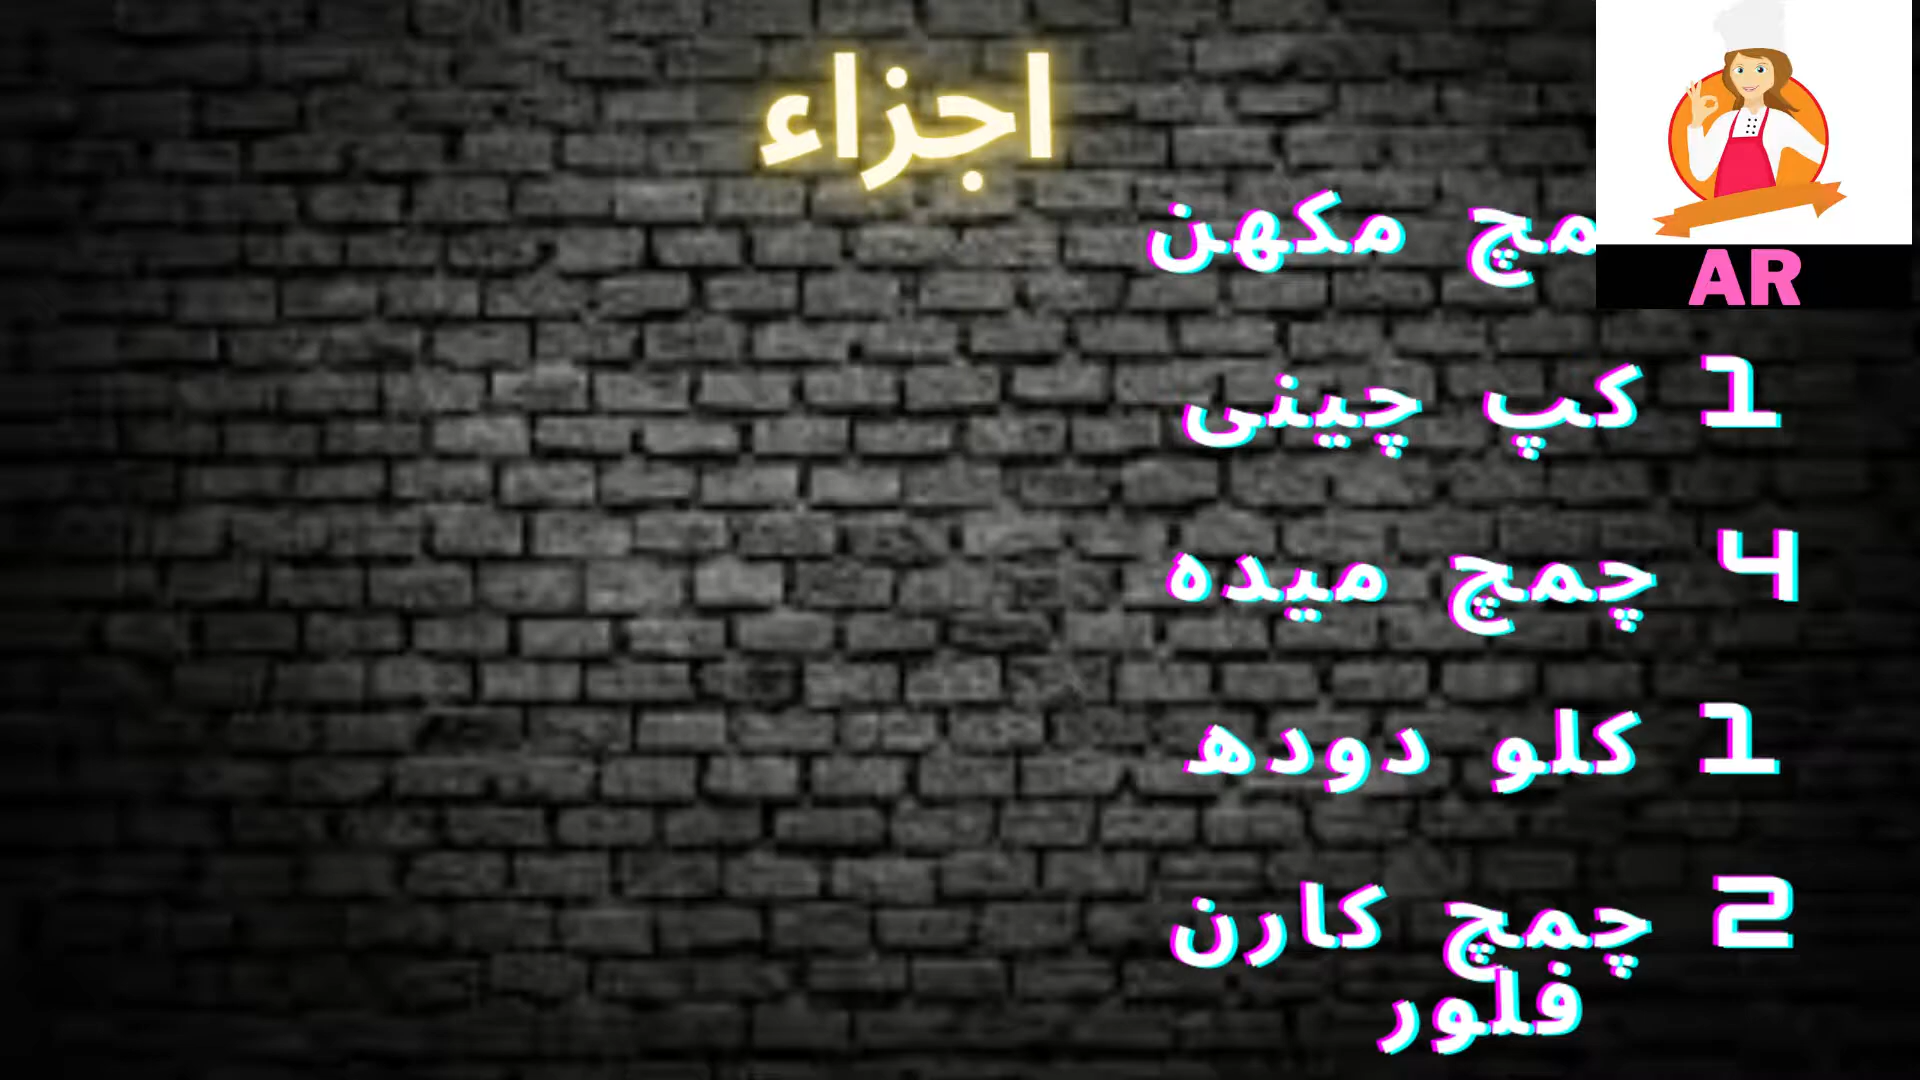 اجزاء
مکھن
AR
1 کپ چینی
4 چمچ میدہ
1 کلو دودھ
2 چمچ کارن
فلور